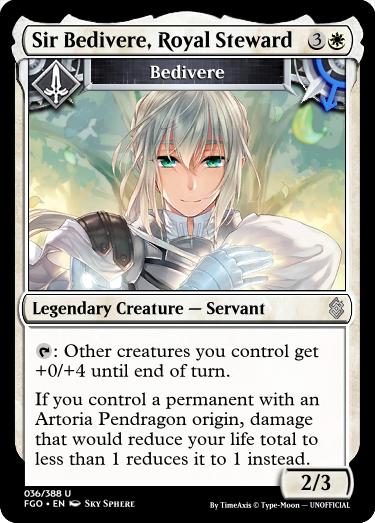 Sir Bedivere, Royal Steward 3
Bedivere
Legendary Creature — Servant
: Other creatures you control get
+0/+4 until end of turn.
If you control a permanent with an
Artoria Pendragon origin, damage
that would reduce your life total to
less than 1 reduces it to 1 instead.
2/3
036/388 U
FGO • EN Sky Sphere
By TimeAxis © Type-Moon — UNOFFICIAL